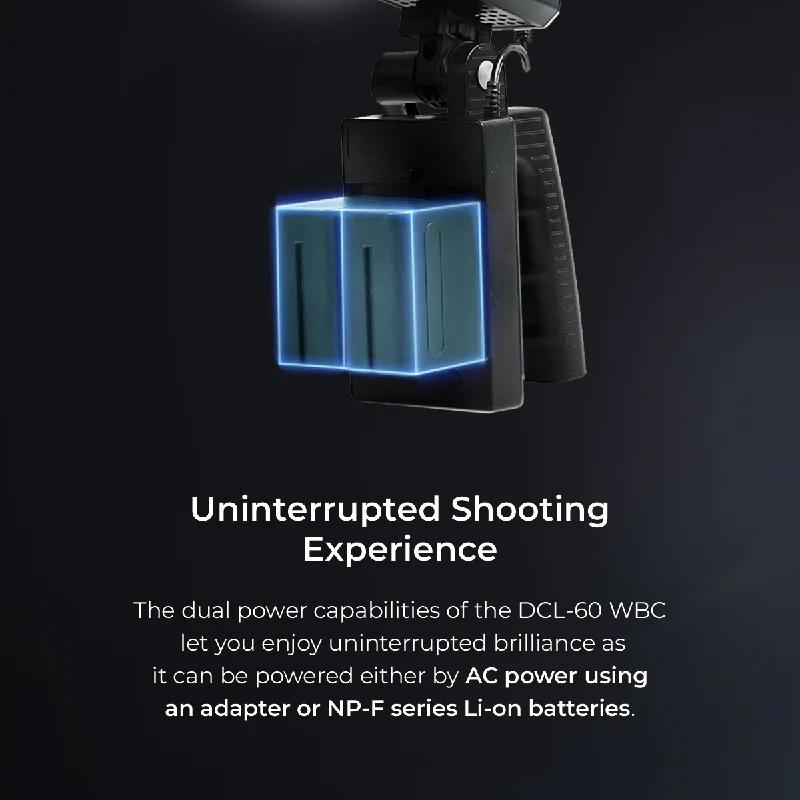 Uninterrupted Shooting
Experience
The dual power capabilities of the DCL-60 WBC
let you enjoy uninterrupted brilliance as
it can be powered either by AC power using
an adapter or NP-F series Li-on batteries.